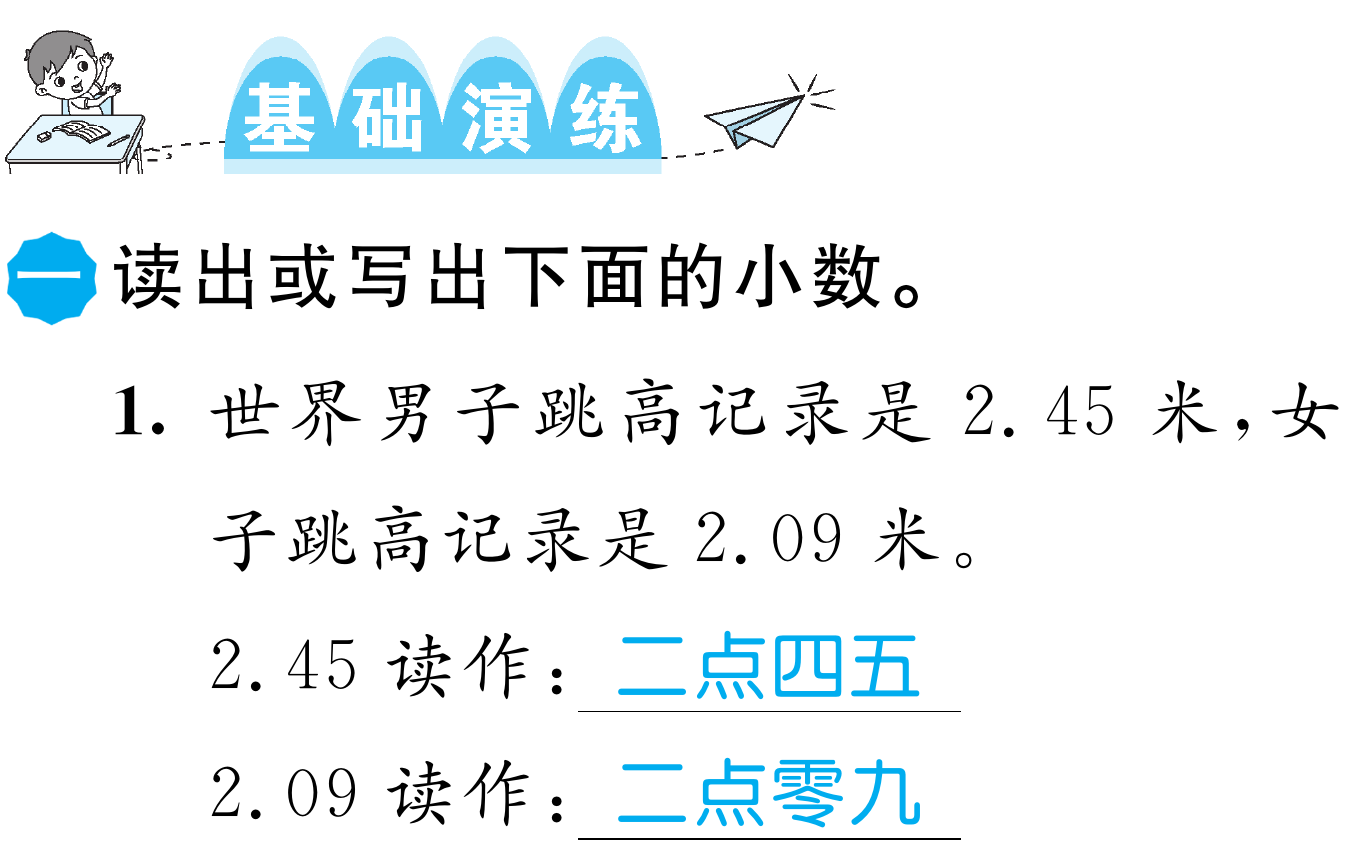 基础演练
一 读出或写出下面的小数。
1. 世界男子跳高记录是 2.45 米,女
子跳高记录是 2.09 米。
2.45 读作:二点四五
2.09 读作:二点零九